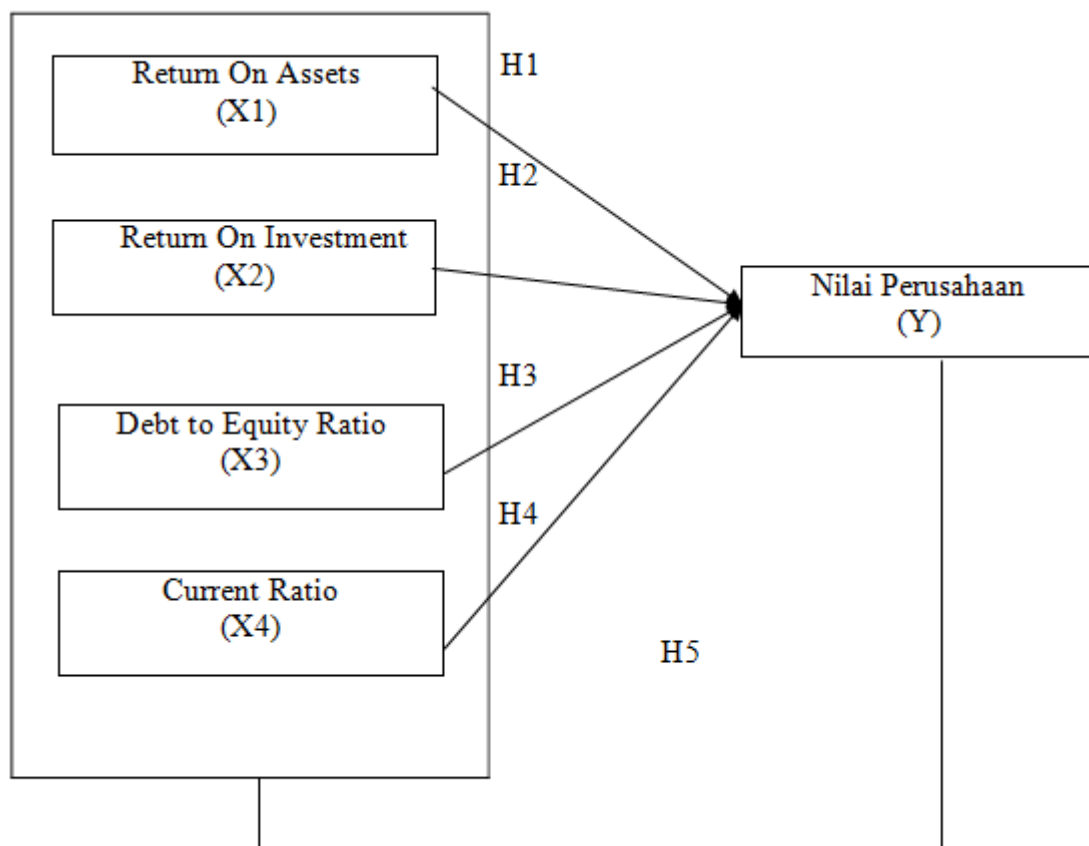 Return On Assets
(X1)
H1
H2
Return On Investment
(X2)
Nilai Perusahaan
(Y)
H3
Debt to Equity Ratio
(X3)
H4
Current Ratio
(X4)
H5